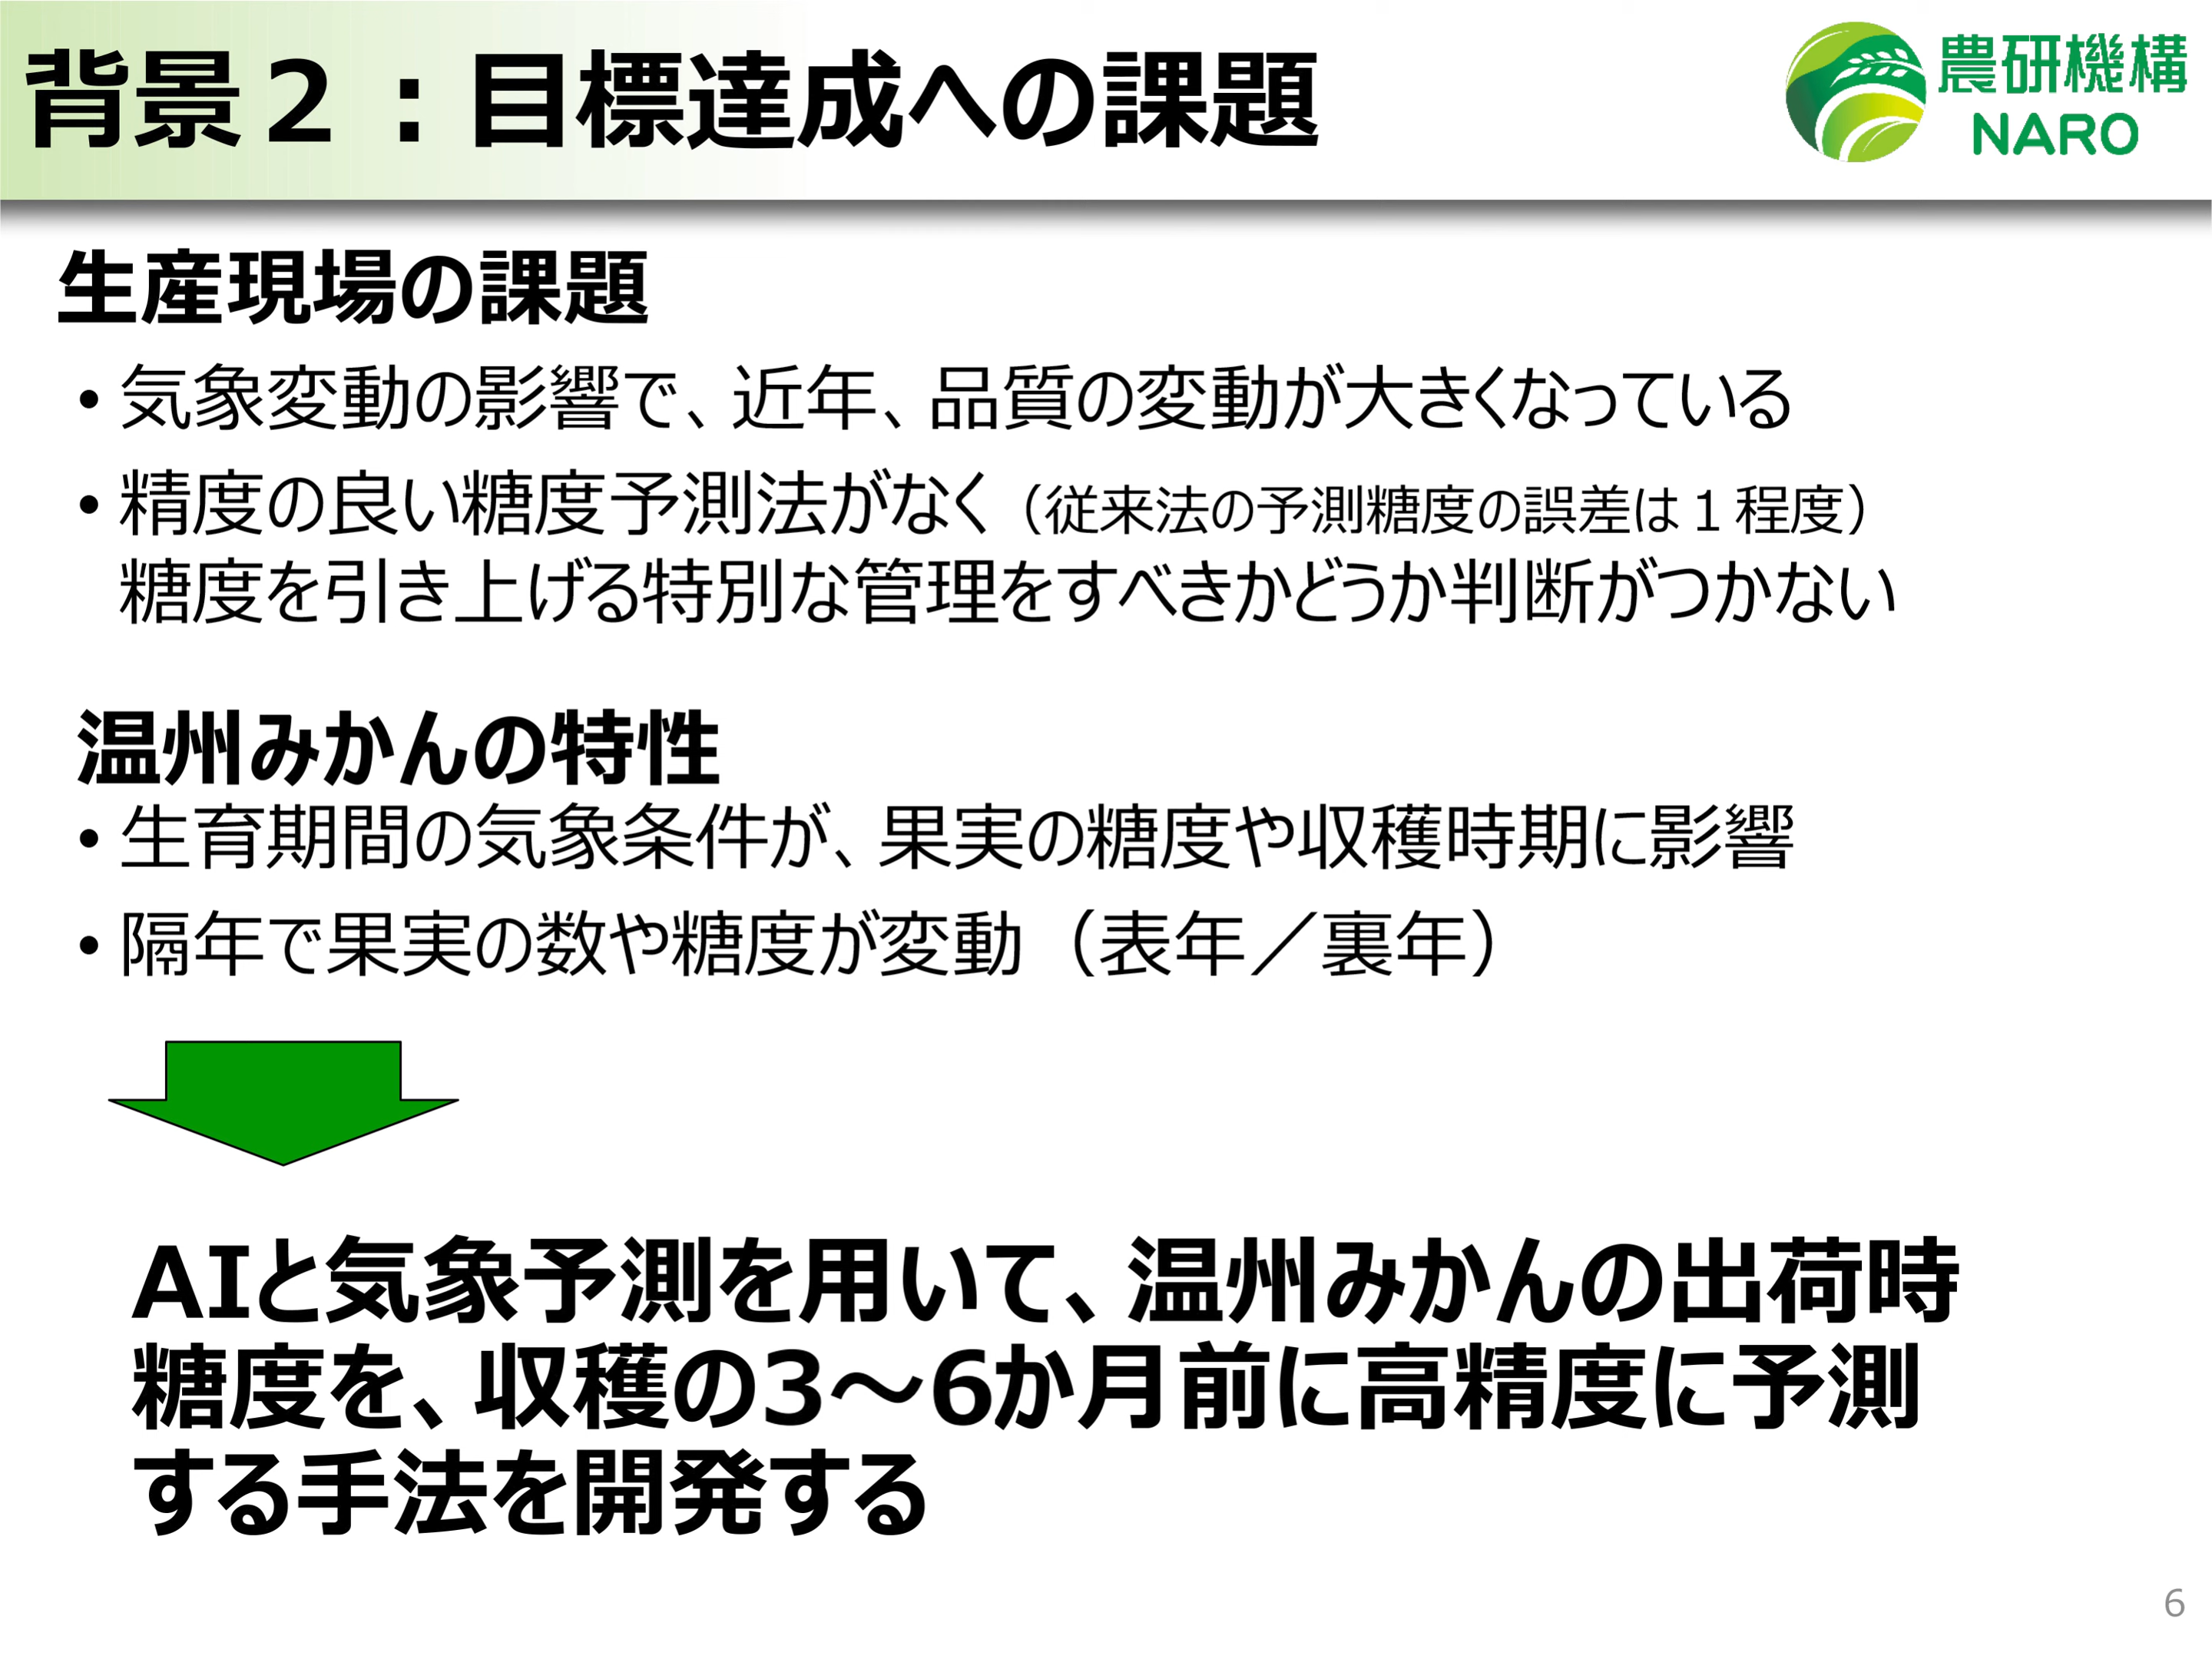 背景２：目標達成への課題
農研機構
NARO
生産現場の課題
• 気象変動の影響で、近年、品質の変動が大きくなっている
• 精度の良い糖度予測法がなく（従来法の予測糖度の誤差は１程度）
糖度を引き上げる特別な管理をすべきかどうか判断がつかない
温州みかんの特性
• 生育期間の気象条件が、果実の糖度や収穫時期に影響
• 隔年で果実の数や糖度が変動（表年／裏年）
AIと気象予測を用いて、温州みかんの出荷時
糖度を、収穫の3～6か月前に高精度に予測
する手法を開発する
6